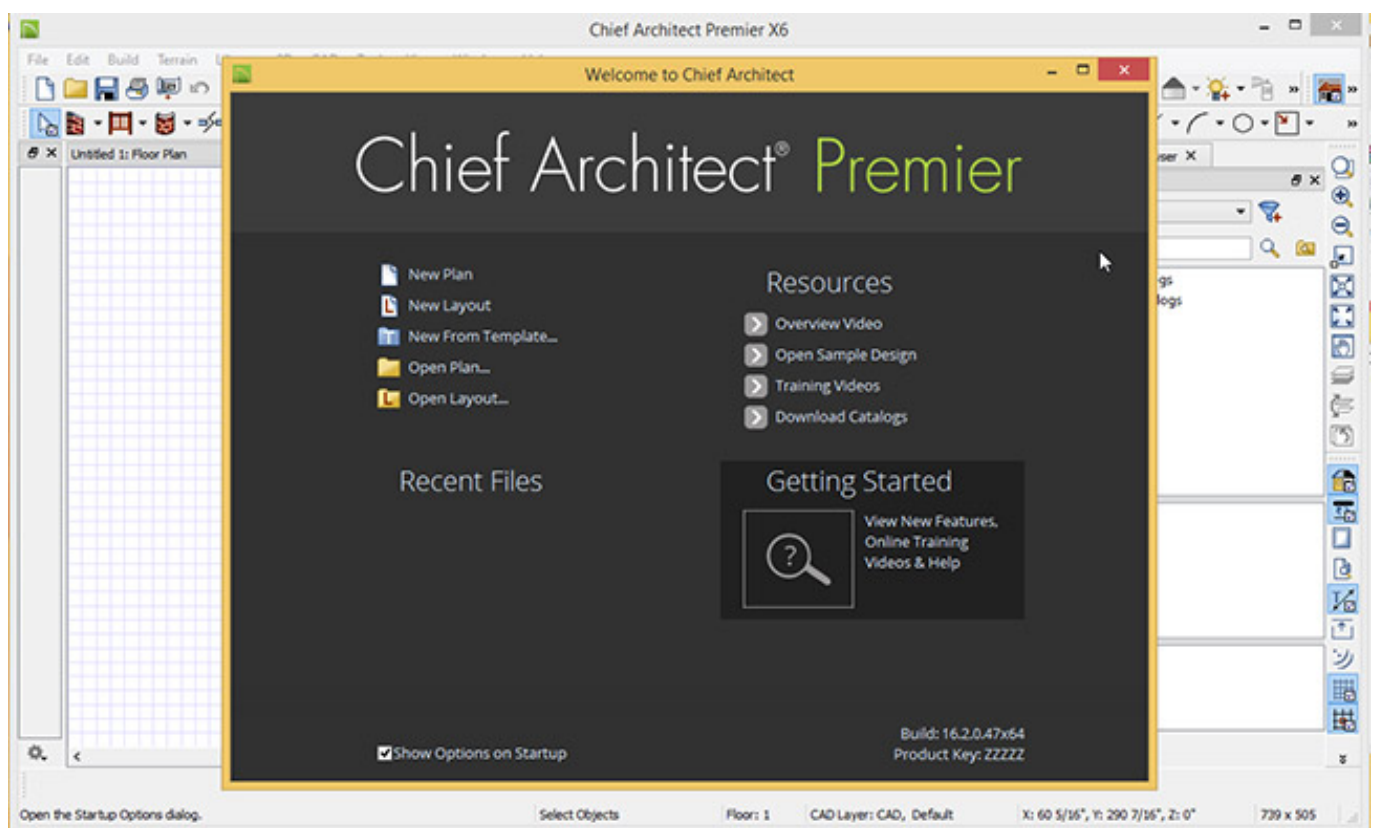 Chief Architect Premier X6
File Edit Build Terrain
Welcome to Chief Architect
Untitled 1: Floor Plan
Chief Architect® Premier
New Plan
New Layout
New From Template...
Open Plan...
Open Layout...
Resources
Overview Video
Open Sample Design
Training Videos
Download Catalogs
Recent Files
Getting Started
View New Features,
Online Training
Videos & Help
Show Options on Startup
Build: 16.2.0.47x64
Product Key: ZZZZZ
Open the Startup Options dialog. Select Objects Floor: 1 CAD Layer: CAD, Default X: 60 5/16", Y: 290 7/16", Z: 0" 739 x 505